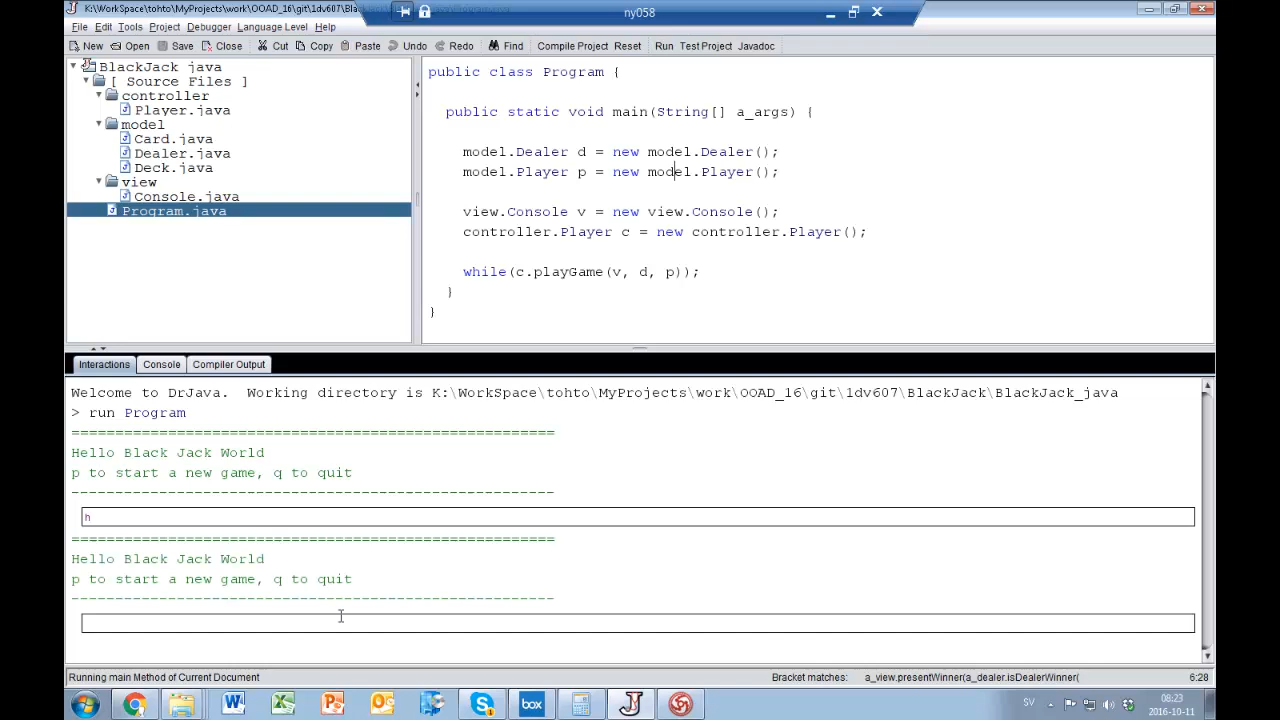 K:\WorkSpace\tohto\MyProjects\work\OOAD_16\git\1dv607\Bla
ny058
File Edit Tools Project Debugger Language Level Help
New Open Save Close Cut Copy Paste Undo Redo Find Compile Project Reset Run Test Project Javadoc
BlackJack java
[ Source Files ]
controller
Player.java
model
Card.java
Dealer.java
Deck.java
view
Console.java
Program.java
public class Program {
public static void main(String[] a_args) {
model.Dealer d = new model.Dealer();
model.Player p = new model.Player();
view.Console v = new view.Console();
controller.Player c = new controller.Player();
while(c.playGame(v, d, p));
}
}
Interactions Console Compiler Output
Welcome to DrJava. Working directory is K:\WorkSpace\tohto\MyProjects\work\OOAD_16\git\1dv607\BlackJack\BlackJack_java
> run Program
=======================================================
Hello Black Jack World
p to start a new game, q to quit
-------------------------------------------------------
h
=======================================================
Hello Black Jack World
p to start a new game, q to quit
-------------------------------------------------------
Running main Method of Current Document
Bracket matches: a_view.presentWinner(a_dealer.isDealerWinner(
6:28
SV
08:23
2016-10-11
box